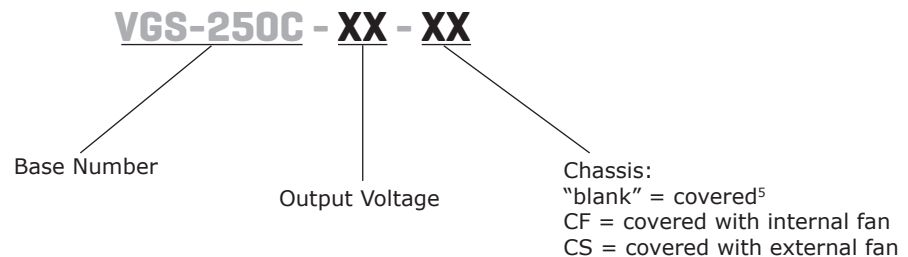 VGS-250C - XX - XX
Base Number
Output Voltage
Chassis:
“blank” = covered⁵
CF = covered with internal fan
CS = covered with external fan